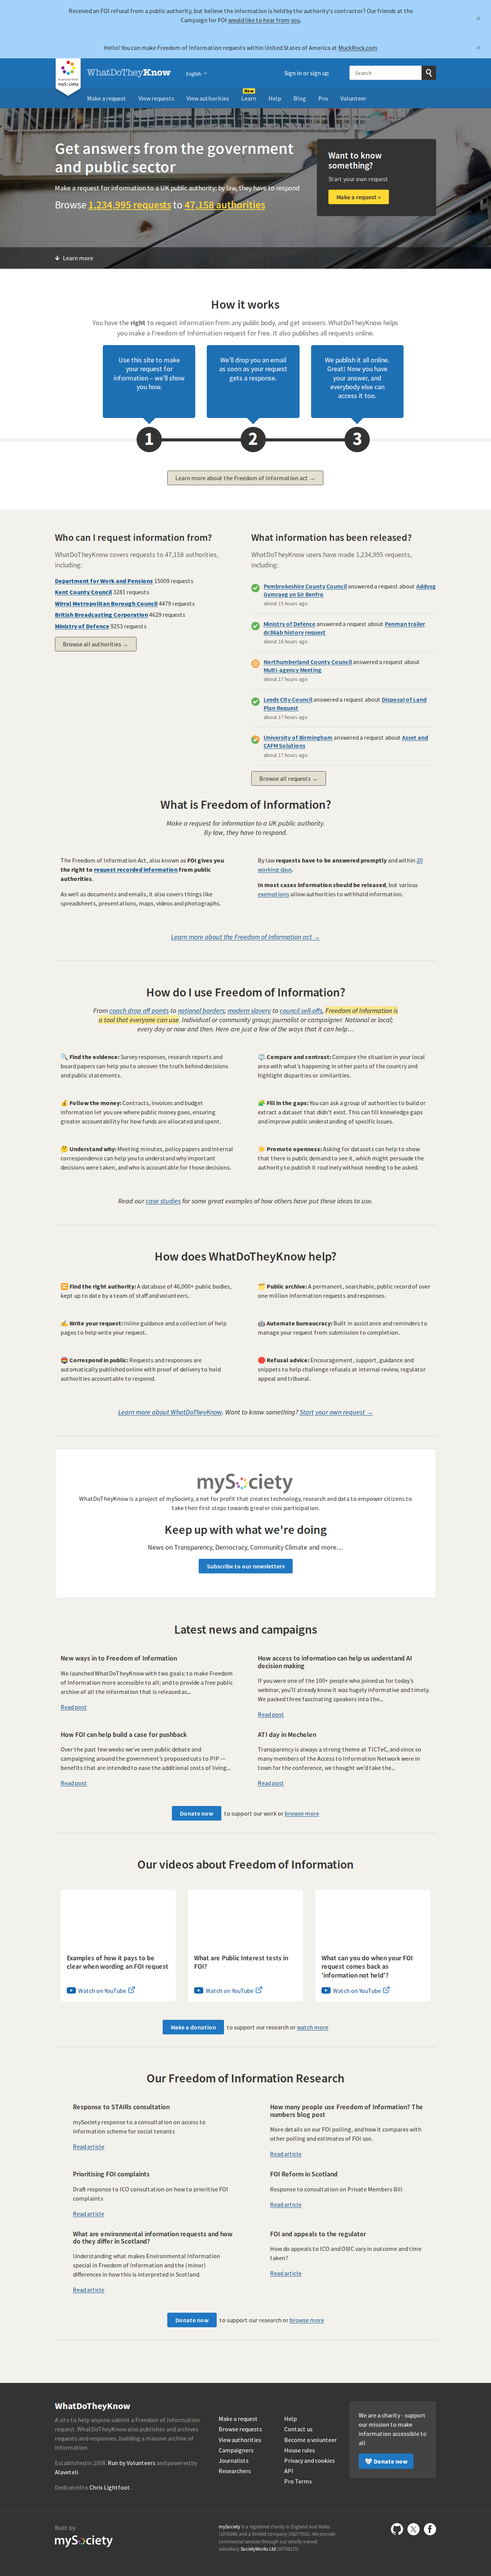 Received an FOI refusal from a public authority, but believe the information is held by the authority's contractor? Our friends at the
Campaign for FOI would like to hear from you.
×
Hello! You can make Freedom of Information requests within United States of America at MuckRock.com
×
a mySociety site
WhatDoTheyKnow
English
Sign in or sign up
Search
New
Make a request
View requests
View authorities
Learn
Help
Blog
Pro
Volunteer
Get answers from the government
and public sector
Make a request for information to a UK public authority: by law, they have to respond
Browse 1,234,995 requests to 47,158 authorities
Want to know
something?
Start your own request
Make a request »
Learn more
How it works
You have the right to request information from any public body, and get answers. WhatDoTheyKnow helps
you make a Freedom of Information request for free. It also publishes all requests online.
Use this site to make
your request for
information – we'll show
you how.
We'll drop you an email
as soon as your request
gets a response.
We publish it all online.
Great! Now you have
your answer, and
everybody else can
access it too.
1
2
3
Learn more about the Freedom of Information act →
Who can I request information from?
WhatDoTheyKnow covers requests to 47,158 authorities,
including:
Department for Work and Pensions 15009 requests
Kent County Council 3281 requests
Wirral Metropolitan Borough Council 4479 requests
British Broadcasting Corporation 4629 requests
Ministry of Defence 9253 requests
Browse all authorities →
What information has been released?
WhatDoTheyKnow users have made 1,234,995 requests,
including:
Pembrokeshire County Council answered a request about Addysg
Gymraeg yn Sir Benfro
about 15 hours ago
Ministry of Defence answered a request about Penman trailer
dc86ab history request
about 16 hours ago
Northumberland County Council answered a request about
Multi-agency Meeting
about 17 hours ago
Leeds City Council answered a request about Disposal of Land
Plan Request
about 17 hours ago
University of Birmingham answered a request about Asset and
CAFM Solutions
about 17 hours ago
Browse all requests →
What is Freedom of Information?
Make a request for information to a UK public authority.
By law, they have to respond.
The Freedom of Information Act, also known as FOI gives you
the right to request recorded information from public
authorities.
As well as documents and emails, it also covers things like
spreadsheets, presentations, maps, videos and photographs.
By law requests have to be answered promptly and within 20
working days.
In most cases information should be released, but various
exemptions allow authorities to withhold information.
Learn more about the Freedom of Information act →
How do I use Freedom of Information?
From coach drop off points to national borders; modern slavery to council sell-offs, Freedom of Information is
a tool that everyone can use. Individual or community group; journalist or campaigner. National or local;
every day or now and then. Here are just a few of the ways that it can help…
🔍 Find the evidence: Survey responses, research reports and
board papers can help you to uncover the truth behind decisions
and public statements.
⚖️ Compare and contrast: Compare the situation in your local
area with what's happening in other parts of the country and
highlight disparities or similarities.
💰 Follow the money: Contracts, invoices and budget
information let you see where public money goes, ensuring
greater accountability for how funds are allocated and spent.
🧩 Fill in the gaps: You can ask a group of authorities to build or
extract a dataset that didn't exist. This can fill knowledge gaps
and improve public understanding of specific issues.
🤔 Understand why: Meeting minutes, policy papers and internal
correspondence can help you to understand why important
decisions were taken, and who is accountable for those decisions.
☀️ Promote openness: Asking for datasets can help to show
that there is public demand to see it, which might persuade the
authority to publish it routinely without needing to be asked.
Read our case studies for some great examples of how others have put these ideas to use.
How does WhatDoTheyKnow help?
🔀 Find the right authority: A database of 46,000+ public bodies,
kept up to date by a team of staff and volunteers.
🗂️ Public archive: A permanent, searchable, public record of over
one million information requests and responses.
✍️ Write your request: Inline guidance and a collection of help
pages to help write your request.
🤖 Automate bureaucracy: Built in assistance and reminders to
manage your request from submission to completion.
📮 Correspond in public: Requests and responses are
automatically published online with proof of delivery to hold
authorities accountable to respond.
🛑 Refusal advice: Encouragement, support, guidance and
snippets to help challenge refusals at internal review, regulator
appeal and tribunal.
Learn more about WhatDoTheyKnow. Want to know something? Start your own request →
mySociety
WhatDoTheyKnow is a project of mySociety, a not for profit that creates technology, research and data to empower citizens to
take their first steps towards greater civic participation.
Keep up with what we're doing
News on Transparency, Democracy, Community Climate and more…
Subscribe to our newsletters
Latest news and campaigns
New ways in to Freedom of Information
We launched WhatDoTheyKnow with two goals: to make Freedom
of Information more accessible to all; and to provide a free public
archive of all the information that is released as...
Read post
How access to information can help us understand AI
decision making
If you were one of the 100+ people who joined us for today's
webinar, you'll already know it was hugely informative and timely.
We packed three fascinating speakers into the...
Read post
How FOI can help build a case for pushback
Over the past few weeks we've seen public debate and
campaigning around the government's proposed cuts to PIP —
benefits that are intended to ease the additional costs of living...
Read post
ATI day in Mechelen
Transparency is always a strong theme at TICTeC, and since so
many members of the Access to Information Network were in
town for the conference, we thought we'd take the...
Read post
Donate now to support our work or browse more
Our videos about Freedom of Information
Examples of how it pays to be
clear when wording an FOI request
Watch on YouTube
What are Public Interest tests in
FOI?
Watch on YouTube
What can you do when your FOI
request comes back as
'information not held'?
Watch on YouTube
Make a donation to support our research or watch more
Our Freedom of Information Research
Response to STAIRs consultation
mySociety response to a consultation on access to
information scheme for social tenants
Read article
How many people use Freedom of Information? The
numbers blog post
More details on our FOI polling, and how it compares with
other polling and estimates of FOI use.
Read article
Prioritising FOI complaints
Draft response to ICO consultation on how to prioritise FOI
complaints
Read article
FOI Reform in Scotland
Response to consultation on Private Members Bill
Read article
What are environmental information requests and how
do they differ in Scotland?
Understanding what makes Environmental Information
special in Freedom of Information and the (minor)
differences in how this is interpreted in Scotland.
Read article
FOI and appeals to the regulator
How do appeals to ICO and OSIC vary in outcome and time
taken?
Read article
Donate now to support our research or browse more
WhatDoTheyKnow
A site to help anyone submit a Freedom of Information
request. WhatDoTheyKnow also publishes and archives
requests and responses, building a massive archive of
information.
Established in 2008. Run by Volunteers and powered by
Alaveteli.
Dedicated to Chris Lightfoot.
Make a request
Browse requests
View authorities
Campaigners
Journalists
Researchers
Help
Contact us
Become a volunteer
House rules
Privacy and cookies
API
Pro Terms
We are a charity - support
our mission to make
information accessible to
all
🤍 Donate now
Built by
mySociety
mySociety is a registered charity in England and Wales
(1076346) and a limited company (03277032). We provide
commercial services through our wholly owned
subsidiary SocietyWorks Ltd (05798215).